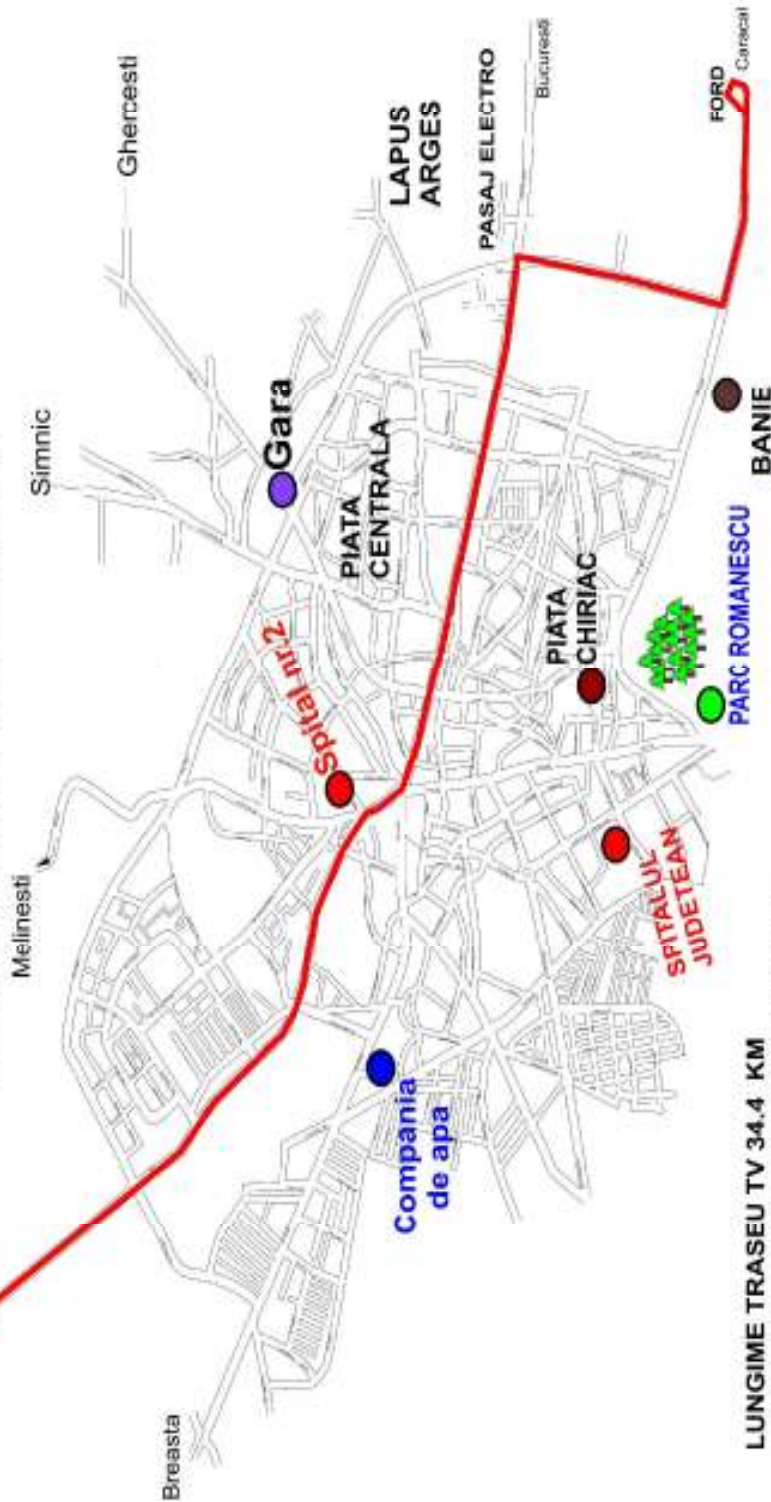 Breasta
Melinesti
Simnic
Ghercesti
Gara
Spital nr.2
PIATA
CENTRALA
LAPUS
ARGES
PASAJ ELECTRO
Bucuresti
Compania
de apa
PIATA
CHIRIAC
SPITALUL
JUDETEAN
PARC ROMANESCU
BANIE
FORD
Caracal
LUNGIME TRASEU TV 34.4 KM